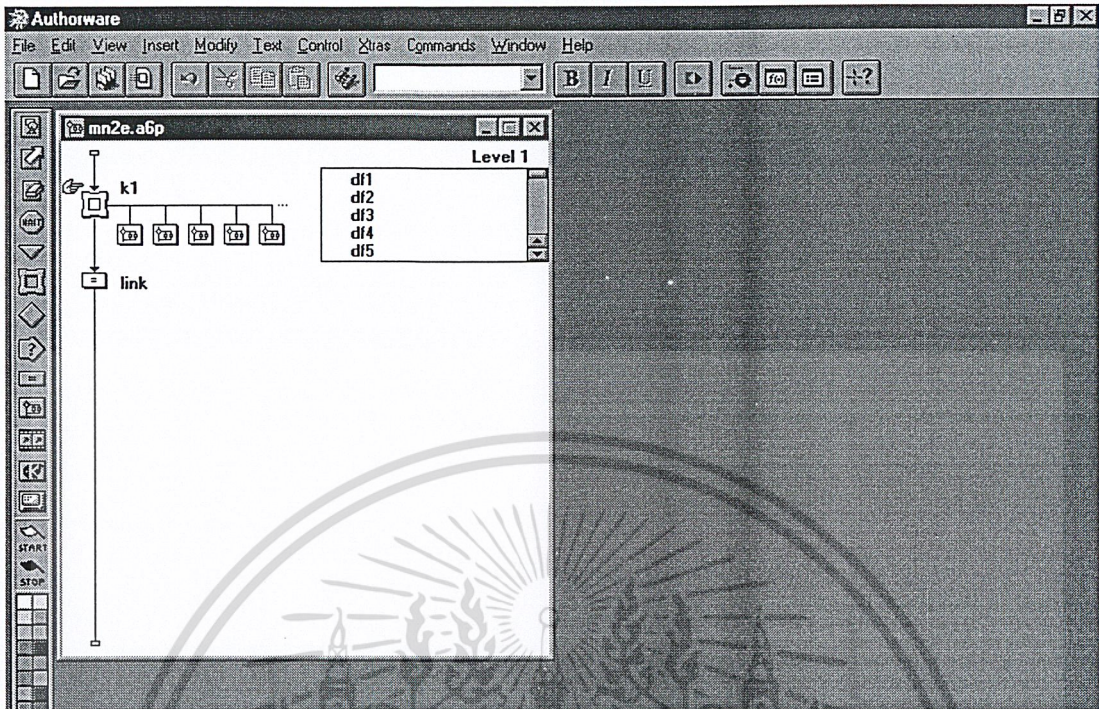 Authorware
File Edit View Insert Modify Text Control Xtras Commands Window Help
B I U
f()
?
mn2e.a6p
Level 1
k1
...
df1
df2
df3
df4
df5
=
link
WAIT
?
=
START
STOP